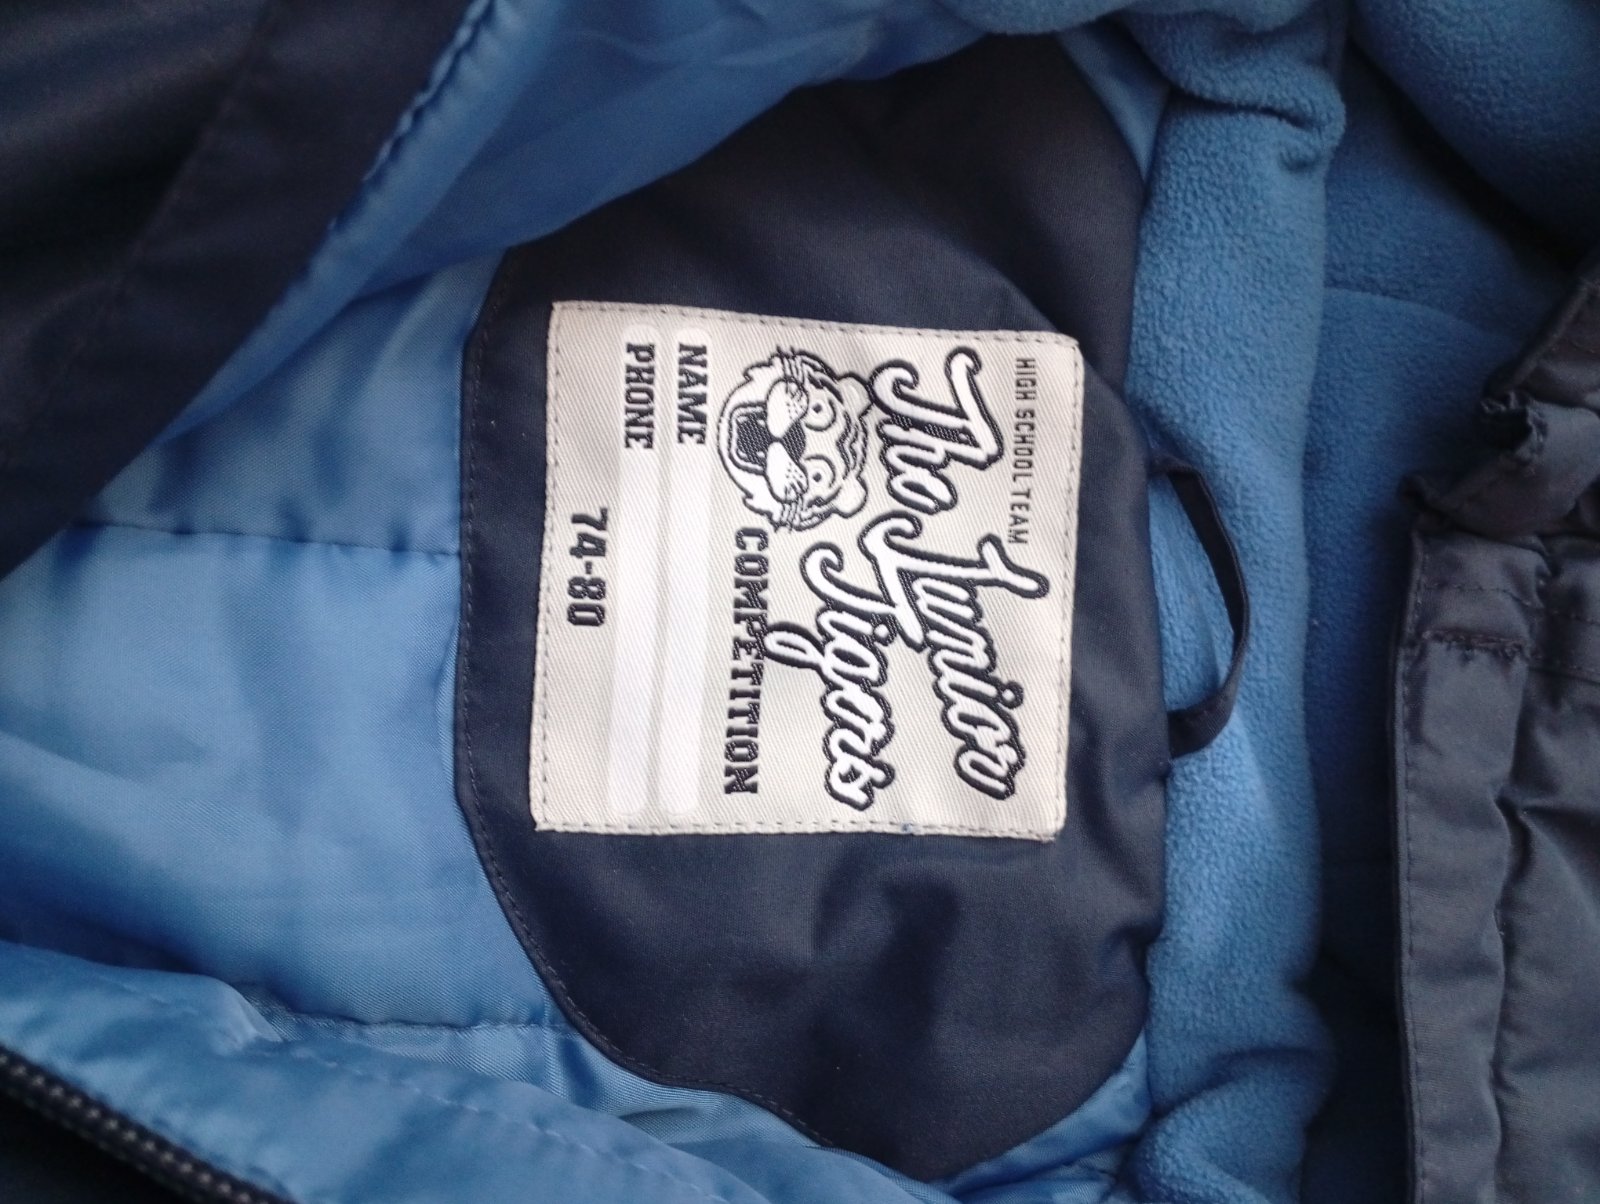 HIGH SCHOOL TEAM
The Junior
Tigers
COMPETITION
NAME
PHONE
74-80